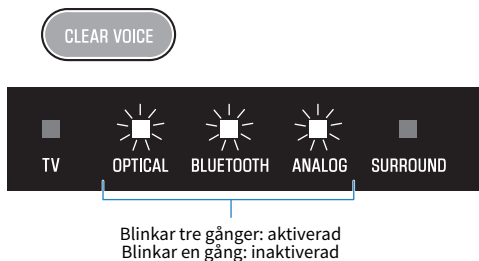 CLEAR VOICE
TV OPTICAL BLUETOOTH ANALOG SURROUND
Blinkar tre gånger: aktiverad
Blinkar en gång: inaktiverad